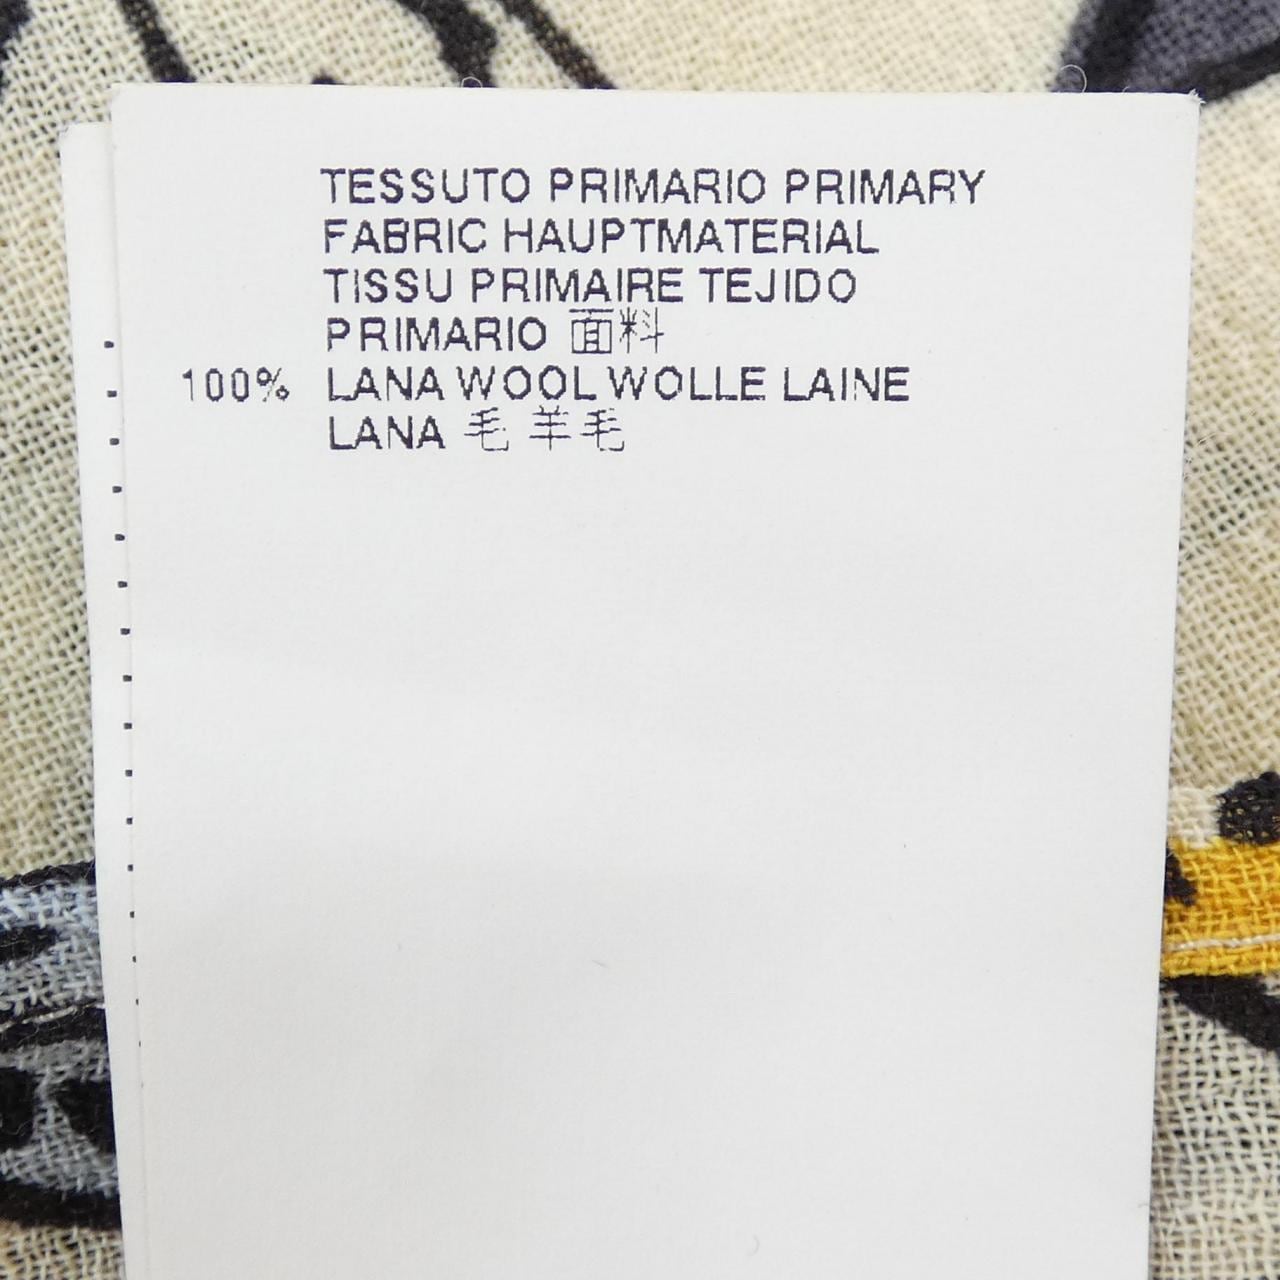 TESSUTO PRIMARIO PRIMARY
FABRIC HAUPTMATERIAL
TISSU PRIMAIRE TEJIDO
PRIMARIO 面料
100% LANA WOOL WOLLE LAINE
LANA 毛 羊毛